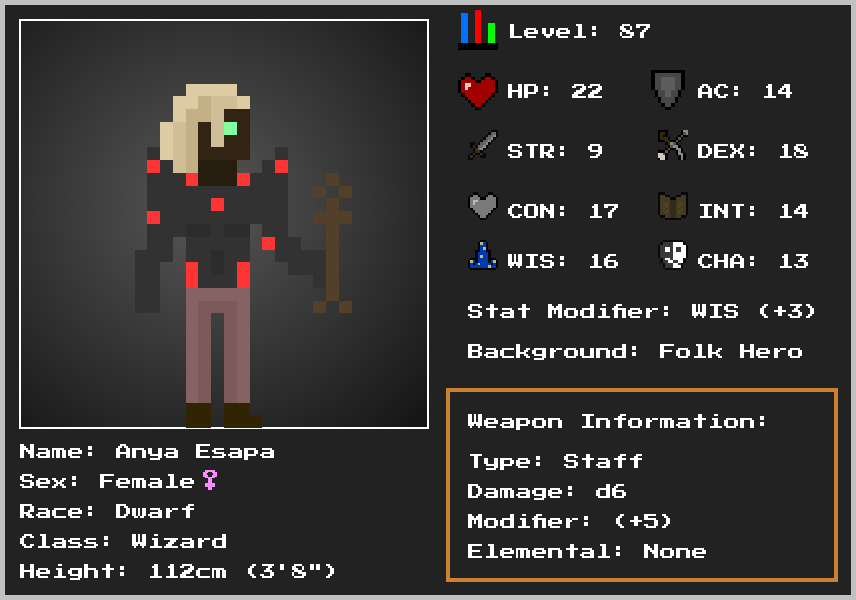 Level: 87
HP: 22
AC: 14
STR: 9
DEX: 18
CON: 17
INT: 14
WIS: 16
CHA: 13
Stat Modifier: WIS (+3)
Background: Folk Hero
Weapon Information:
Type: Staff
Damage: d6
Modifier: (+5)
Elemental: None
Name: Anya Esapa
Sex: Female♀
Race: Dwarf
Class: Wizard
Height: 112cm (3'8")